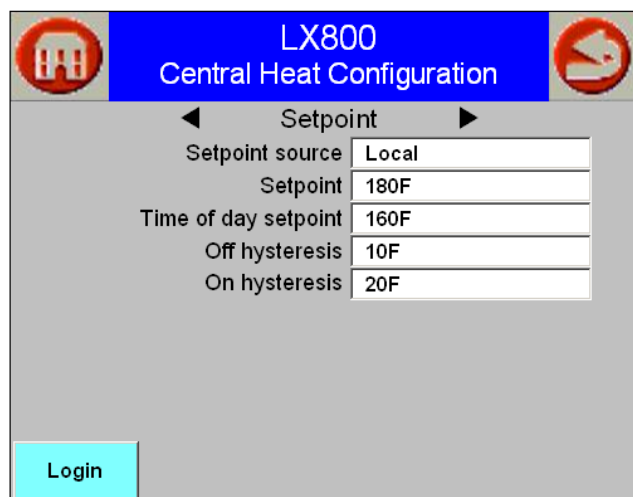 LX800
Central Heat Configuration
Setpoint
Setpoint source Local
Setpoint 180F
Time of day setpoint 160F
Off hysteresis 10F
On hysteresis 20F
Login